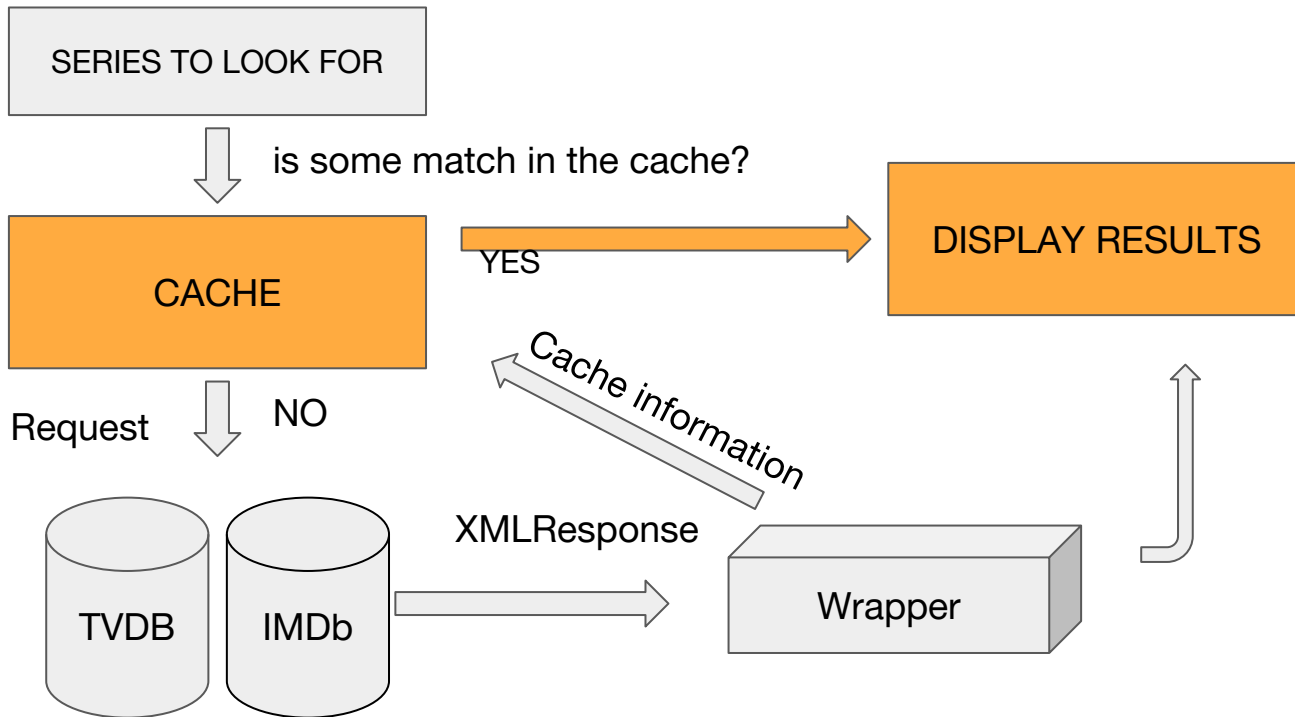 SERIES TO LOOK FOR
is some match in the cache?
CACHE
YES
DISPLAY RESULTS
Cache information
Request
NO
XMLResponse
TVDB
IMDb
Wrapper